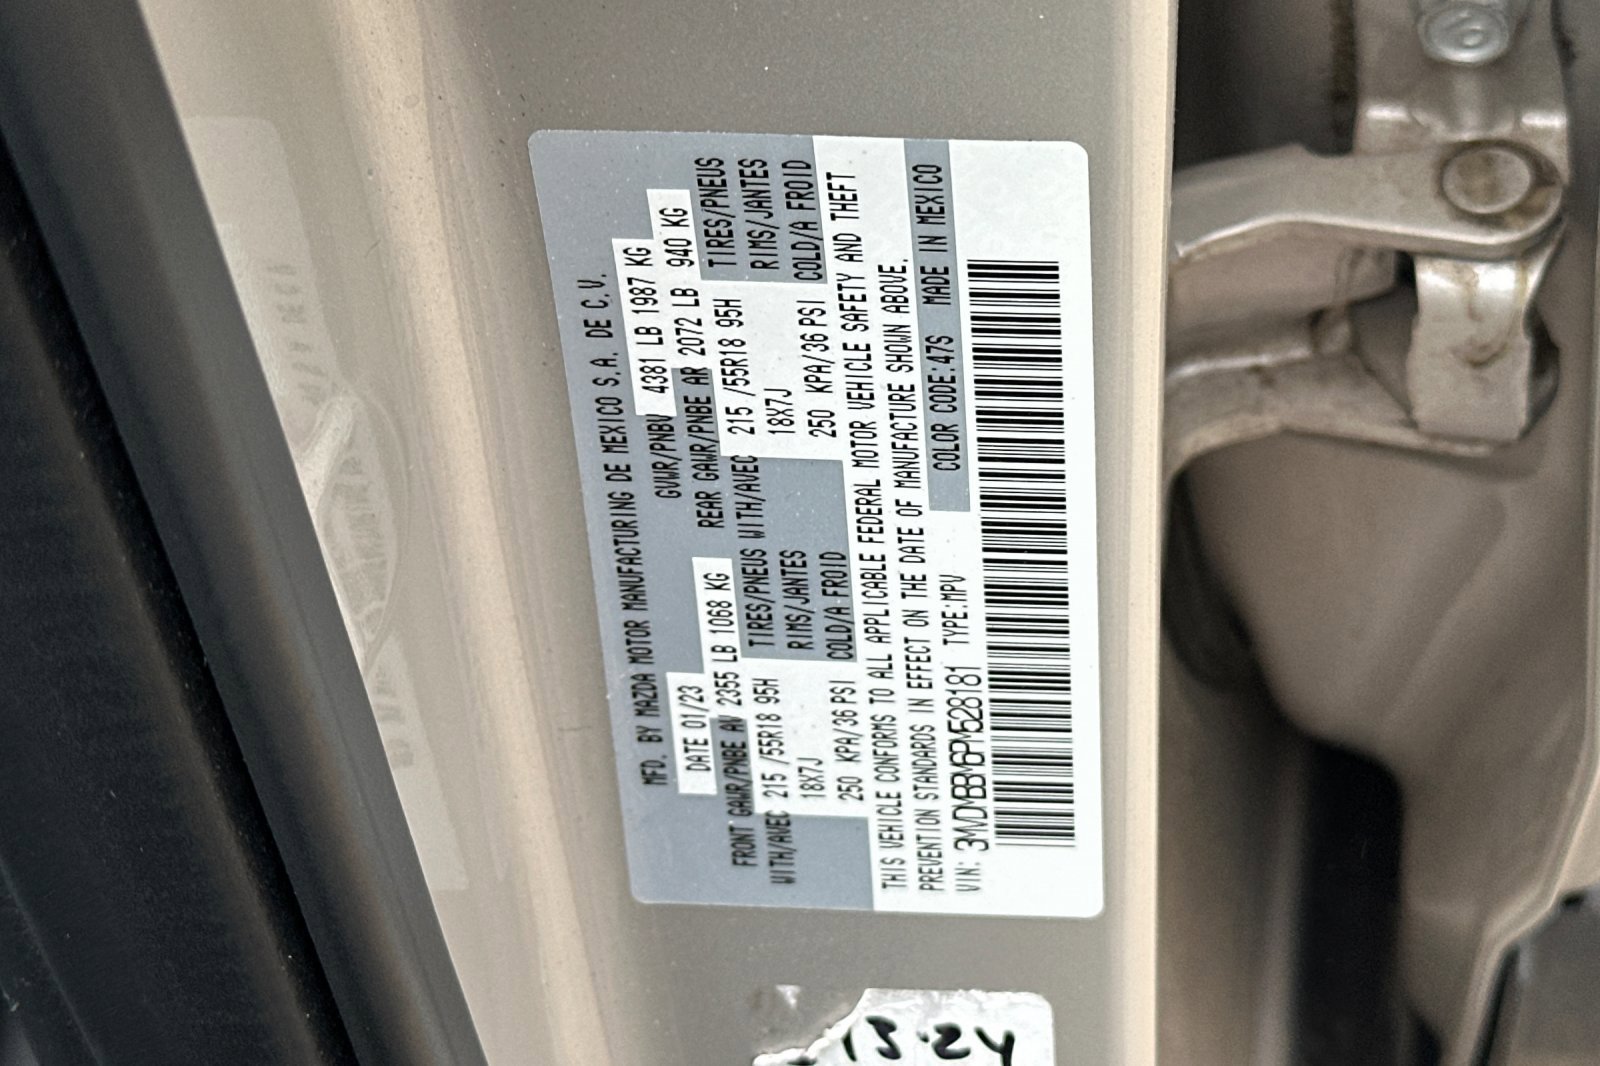 MFD. BY MAZDA MOTOR MANUFACTURING DE MEXICO S.A. DE C.V.
DATE 01/23 GVWR/PNBV 4381 LB 1987 KG
FRONT GAWR/PNBE AV 2355 LB 1068 KG REAR GAWR/PNBE AR 2072 LB 940 KG
WITH/AVEC 215 /55R18 95H TIRES/PNEUS WITH/AVEC 215 /55R18 95H TIRES/PNEUS
18X7J RIMS/JANTES 18X7J RIMS/JANTES
250 KPA/36 PSI COLD/A FROID 250 KPA/36 PSI COLD/A FROID
THIS VEHICLE CONFORMS TO ALL APPLICABLE FEDERAL MOTOR VEHICLE SAFETY AND THEFT
PREVENTION STANDARDS IN EFFECT ON THE DATE OF MANUFACTURE SHOWN ABOVE.
VIN: 3MVDMBBM6PM528181 TYPE:MPV COLOR CODE:47S MADE IN MEXICO